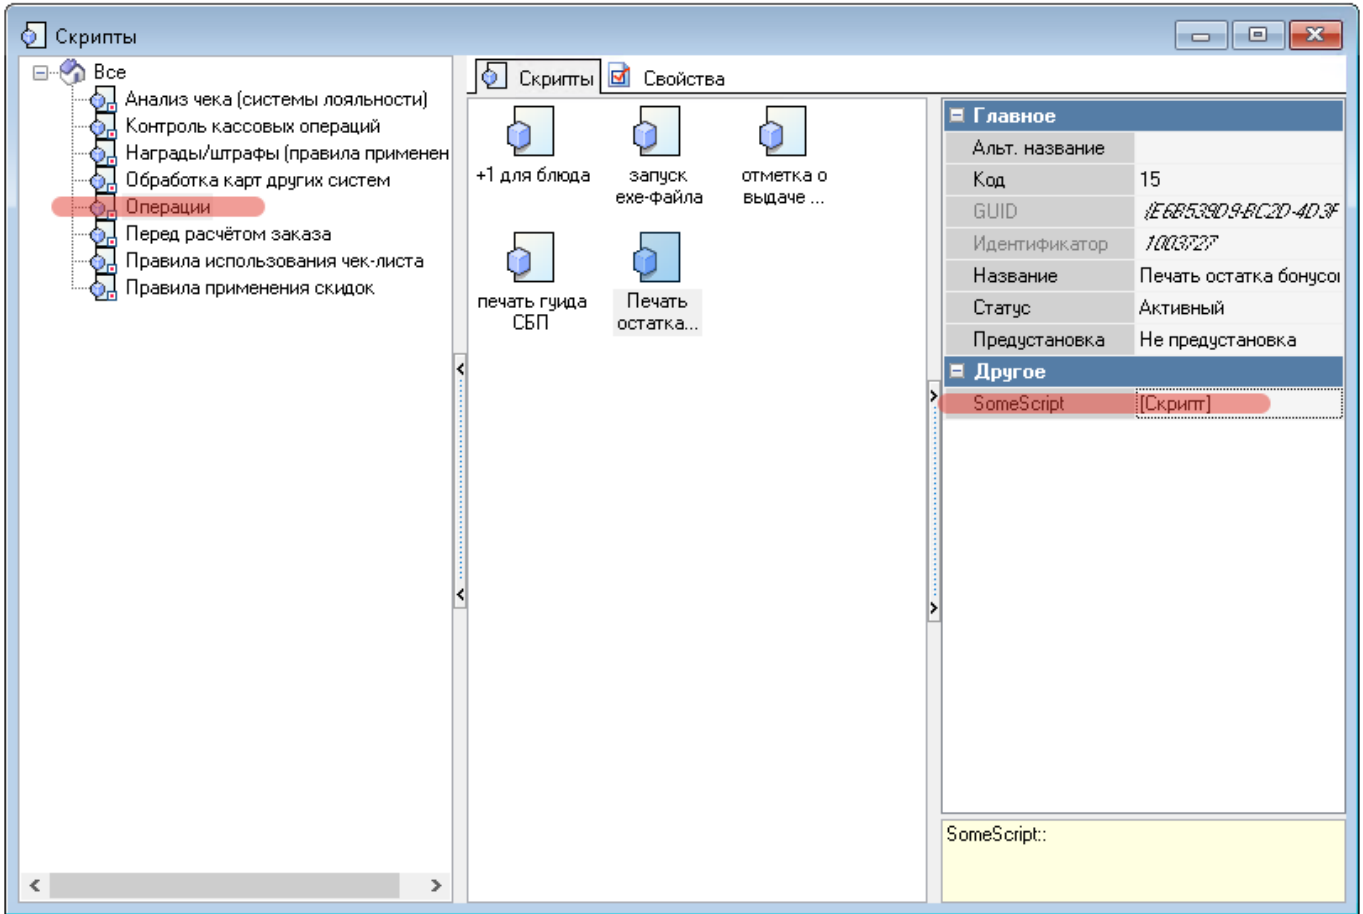 Скрипты
Все
Анализ чека (системы лояльности)
Контроль кассовых операций
Награды/штрафы (правила применен
Обработка карт других систем
Операции
Перед расчётом заказа
Правила использования чек-листа
Правила применения скидок
Скрипты
Свойства
+1 для блюда
запуск
exe-файла
отметка о
выдаче ...
печать гуида
СБП
Печать
остатка...
Главное
Альт. название
Код 15
GUID {E6B539D9-BC2D-4D3F
Идентификатор 1003727
Название Печать остатка бонусов
Статус Активный
Предустановка Не предустановка
Другое
SomeScript [Скрипт]
SomeScript::